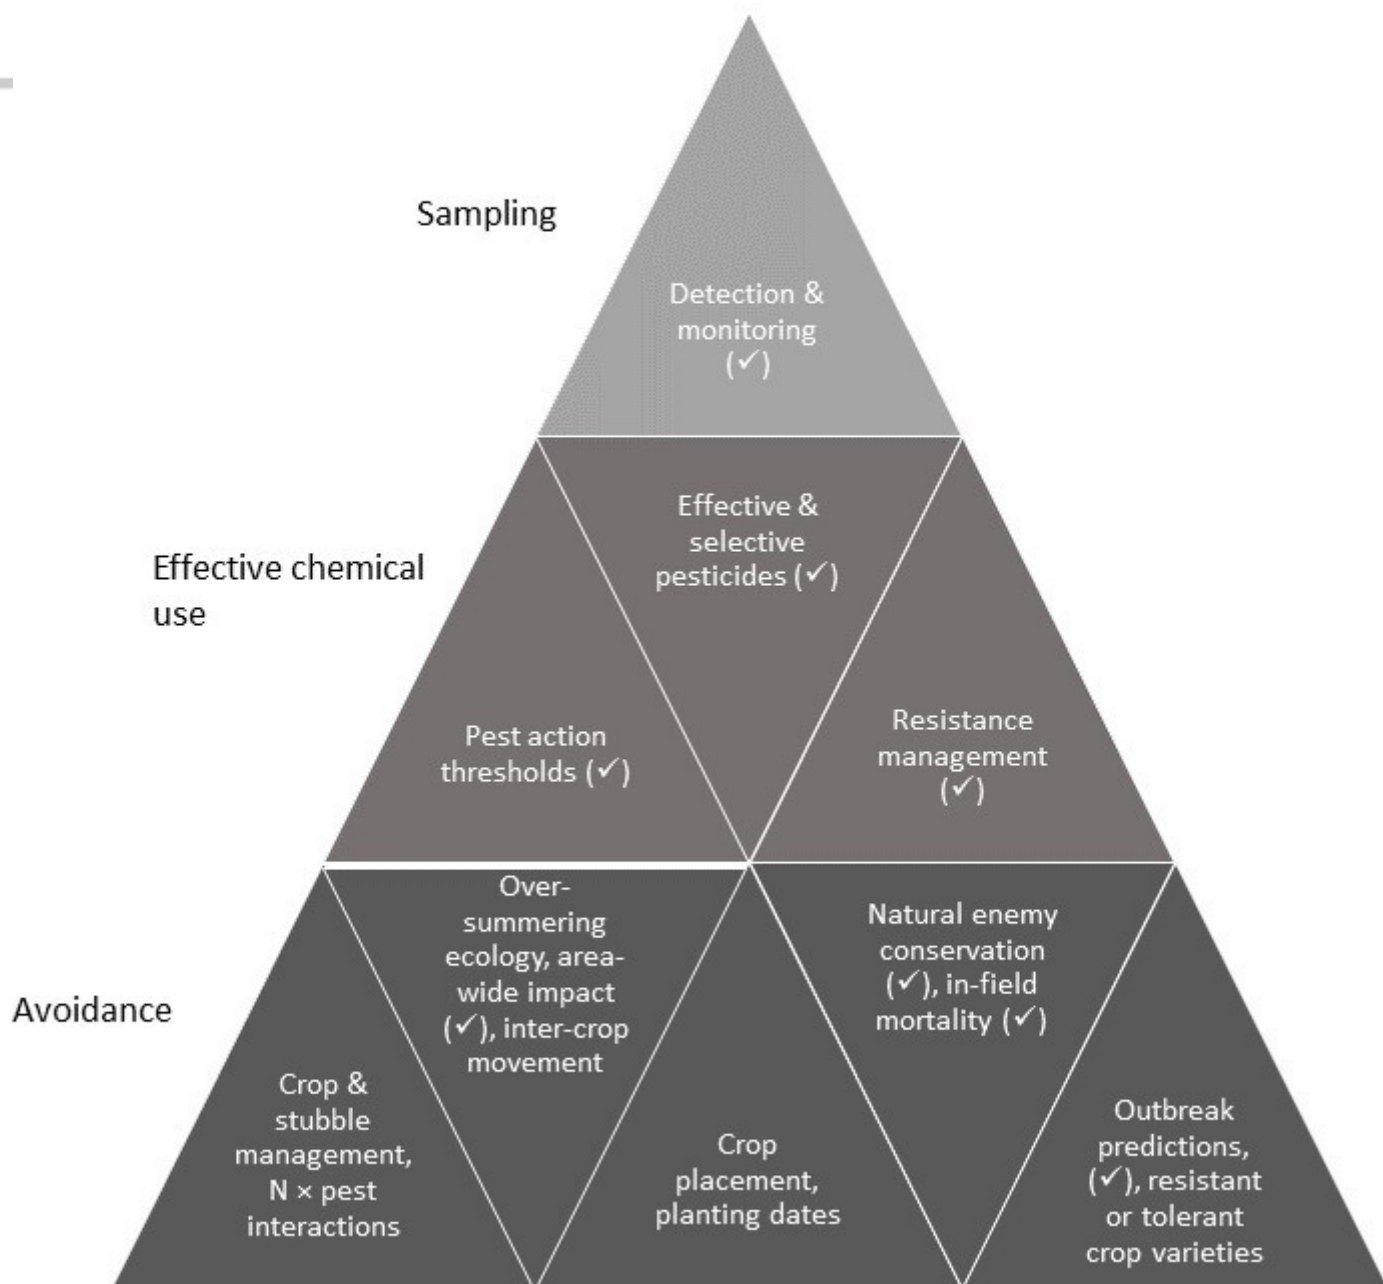 Sampling
Detection &
monitoring
(✓)
Effective chemical
use
Effective &
selective
pesticides (✓)
Pest action
thresholds (✓)
Resistance
management
(✓)
Avoidance
Over-
summering
ecology, area-
wide impact
(✓), inter-crop
movement
Natural enemy
conservation
(✓), in-field
mortality (✓)
Crop &
stubble
management,
N × pest
interactions
Crop
placement,
planting dates
Outbreak
predictions,
(✓), resistant
or tolerant
crop varieties